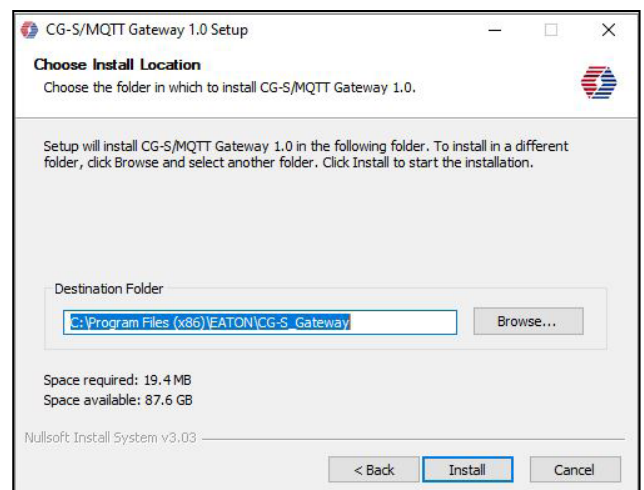 CG-S/MQTT Gateway 1.0 Setup
Choose Install Location
Choose the folder in which to install CG-S/MQTT Gateway 1.0.
Setup will install CG-S/MQTT Gateway 1.0 in the following folder. To install in a different
folder, click Browse and select another folder. Click Install to start the installation.
Destination Folder
C:\Program Files (x86)\EATON\CG-S_Gateway
Browse...
Space required: 19.4 MB
Space available: 87.6 GB
Nullsoft Install System v3.03
< Back Install Cancel